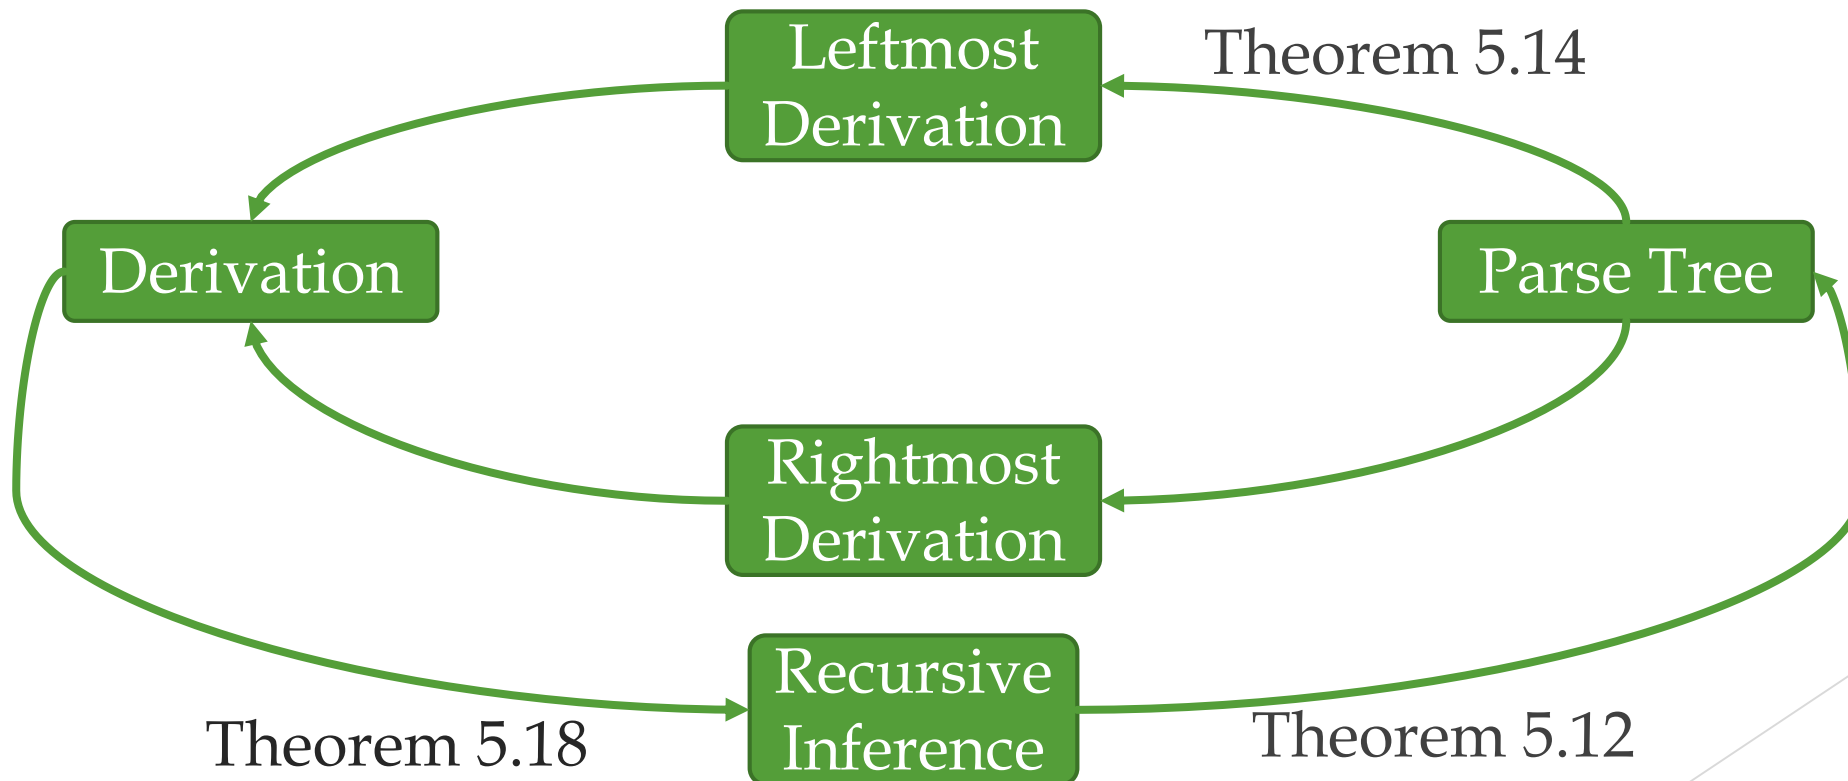 Leftmost
Derivation
Theorem 5.14
Derivation
Parse Tree
Rightmost
Derivation
Recursive
Inference
Theorem 5.18
Theorem 5.12